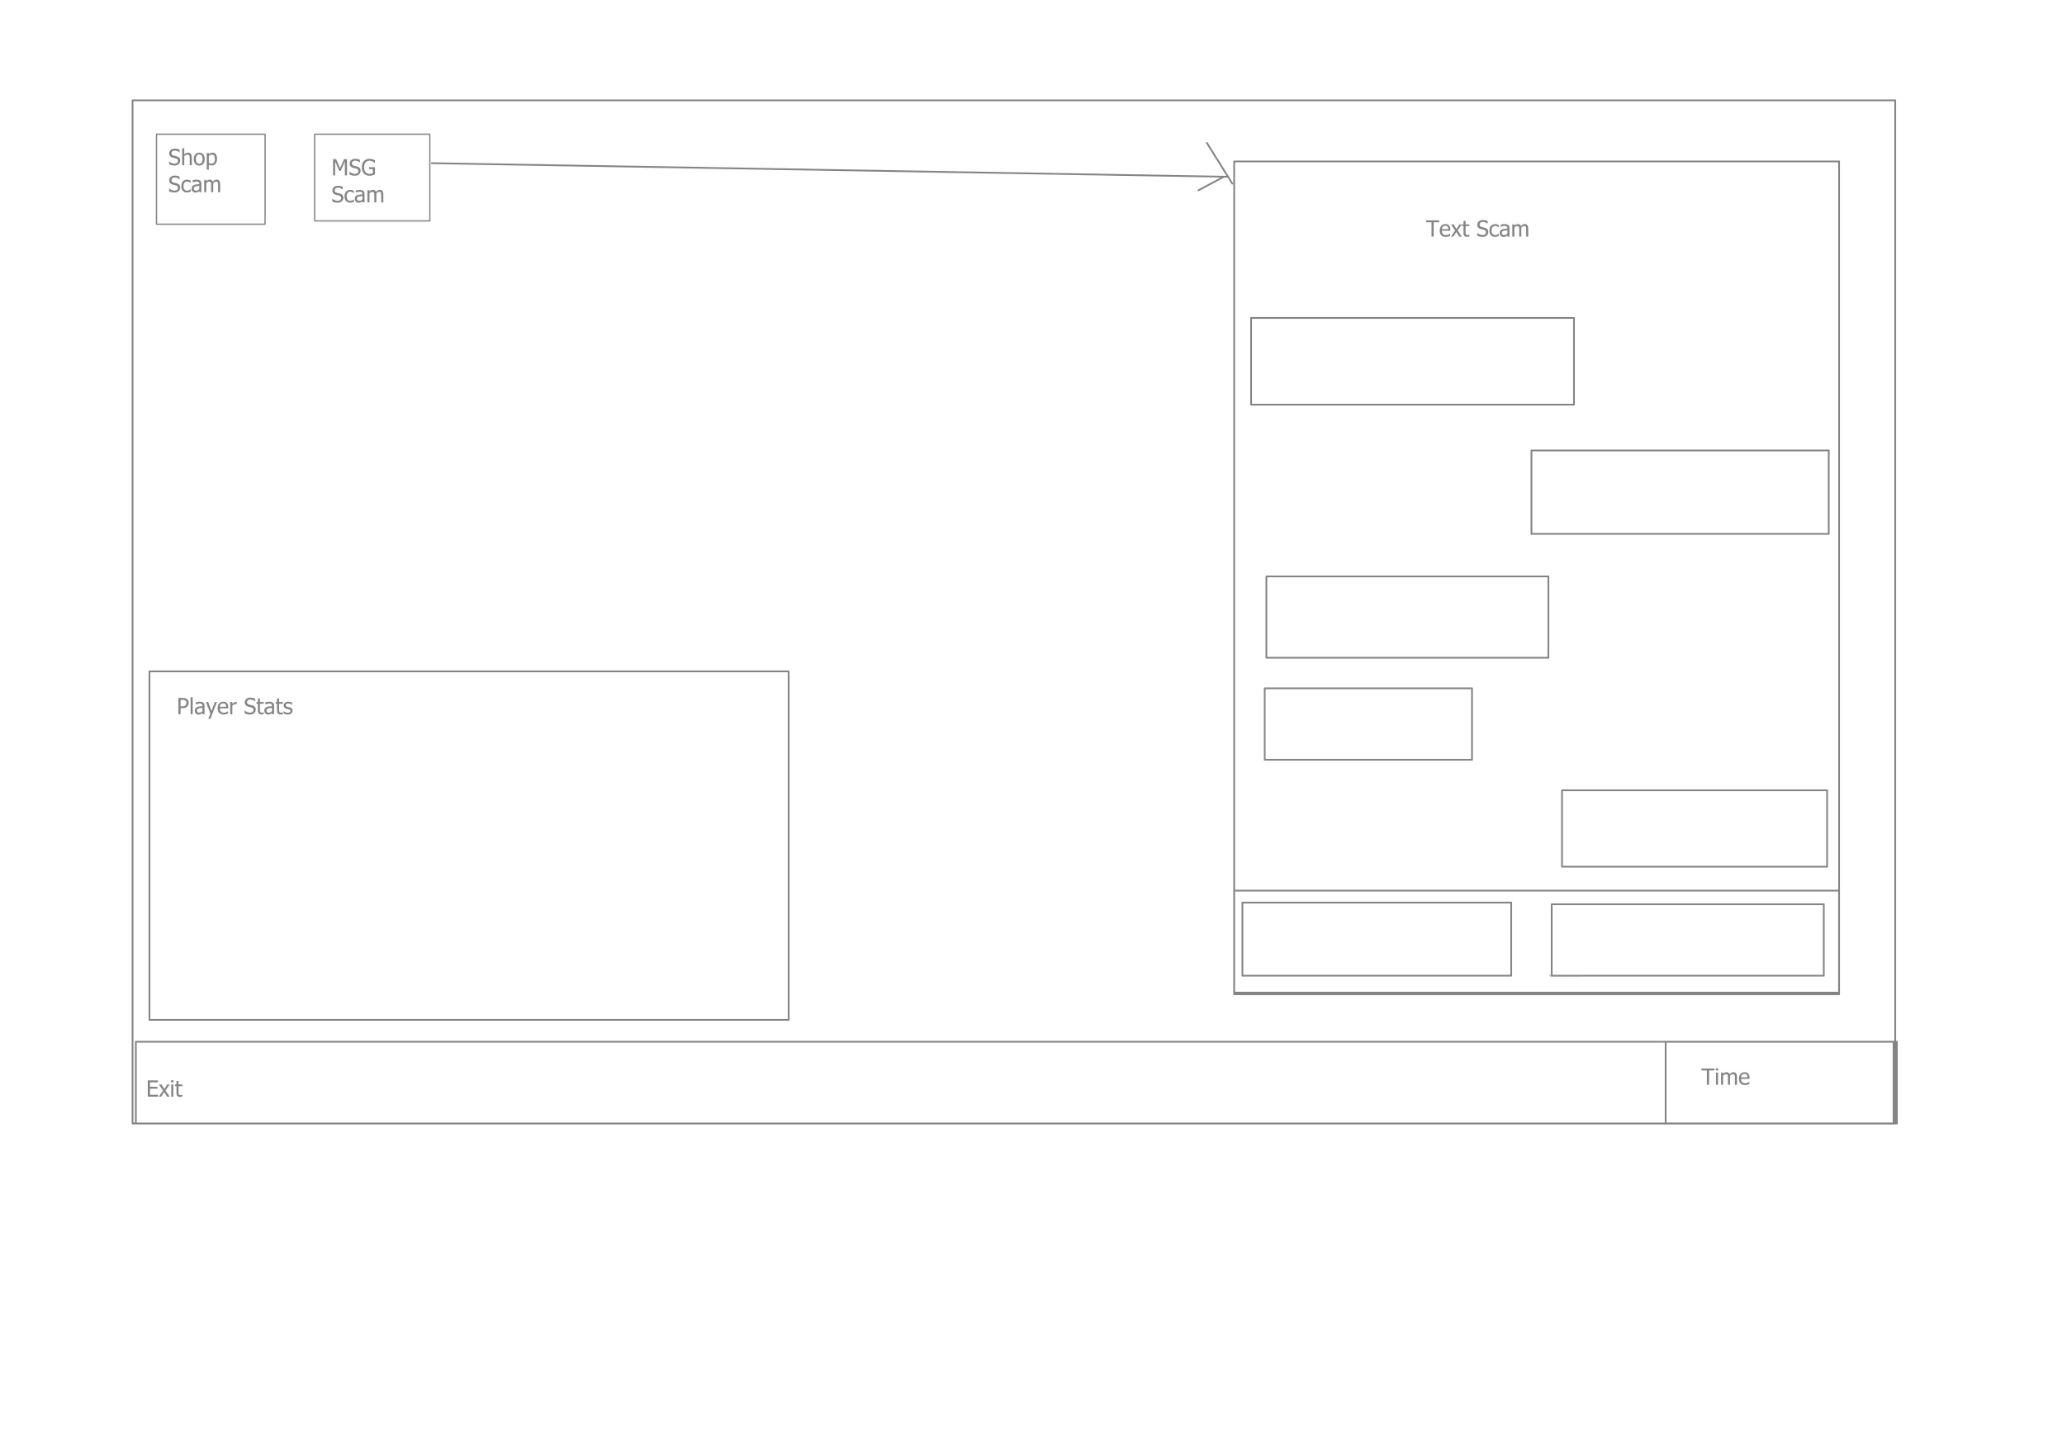 Shop
Scam
MSG
Scam
Text Scam
Player Stats
Exit
Time